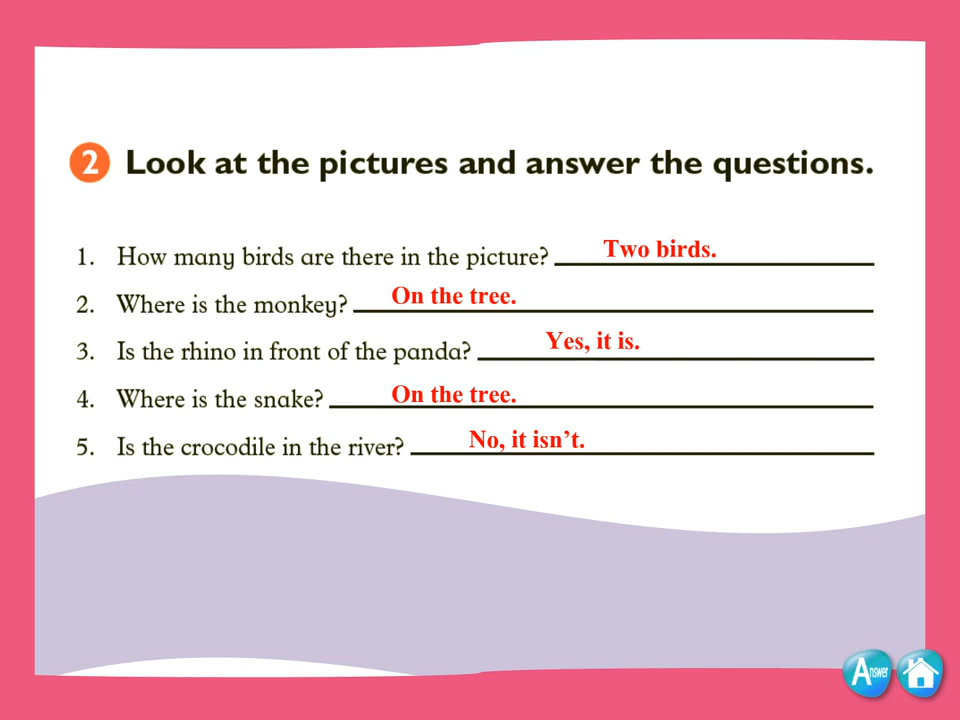 2 Look at the pictures and answer the questions.
1. How many birds are there in the picture? Two birds.
2. Where is the monkey? On the tree.
3. Is the rhino in front of the panda? Yes, it is.
4. Where is the snake? On the tree.
5. Is the crocodile in the river? No, it isn't.
Answer